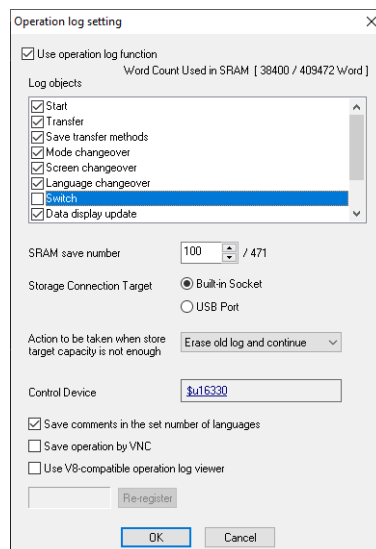 Operation log setting
Use operation log function
Word Count Used in SRAM [ 38400 / 409472 Word ]
Log objects
Start
Transfer
Save transfer methods
Mode changeover
Screen changeover
Language changeover
Switch
Data display update
SRAM save number 100 / 471
Storage Connection Target Built-in Socket
USB Port
Action to be taken when store
target capacity is not enough Erase old log and continue
Control Device $u16330
Save comments in the set number of languages
Save operation by VNC
Use V8-compatible operation log viewer
Re-register
OK Cancel